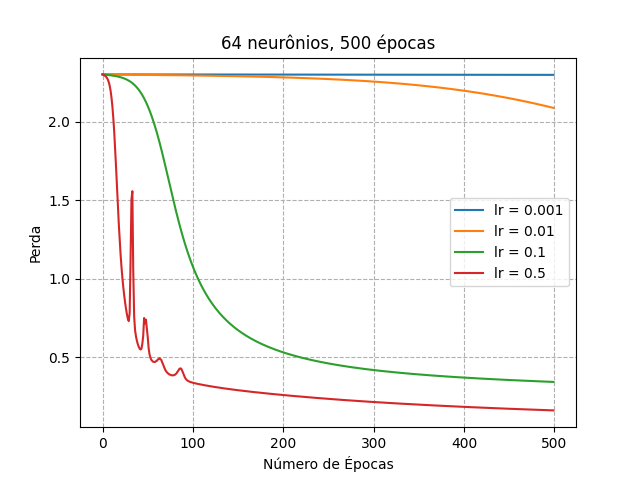 64 neurônios, 500 épocas
Perda
2.0
1.5
1.0
0.5
lr = 0.001
lr = 0.01
lr = 0.1
lr = 0.5
0 100 200 300 400 500
Número de Épocas